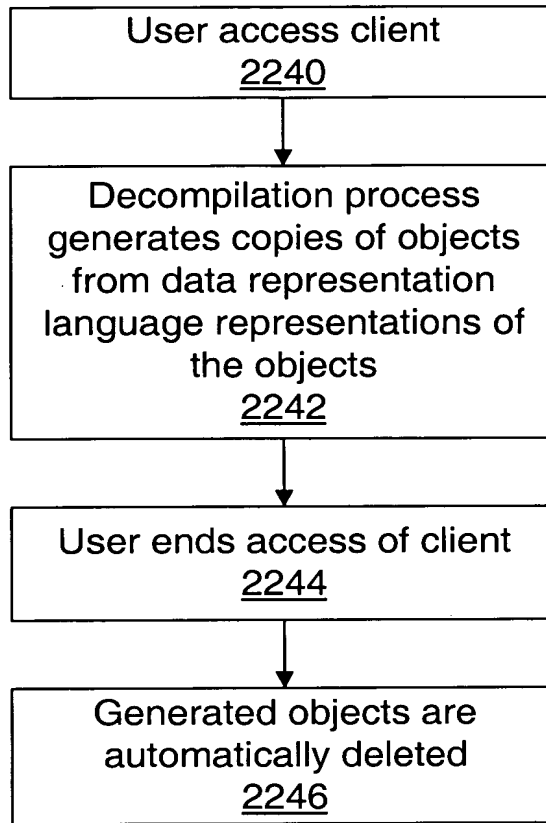 User access client
2240
Decompilation process
generates copies of objects
from data representation
language representations of
the objects
2242
User ends access of client
2244
Generated objects are
automatically deleted
2246